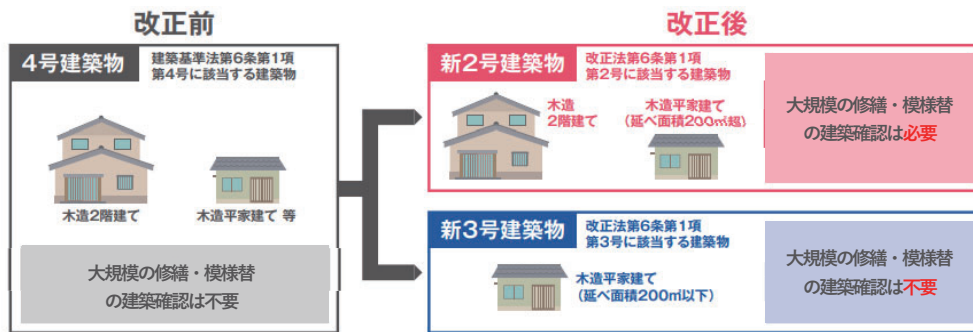 改正前
4号建築物
建築基準法第6条第1項
第4号に該当する建築物
木造2階建て
木造平家建て 等
大規模の修繕・模様替
の建築確認は不要
改正後
新2号建築物
改正法第6条第1項
第2号に該当する建築物
木造
2階建て
木造平家建て
(延べ面積200㎡超)
大規模の修繕・模様替
の建築確認は必要
新3号建築物
改正法第6条第1項
第3号に該当する建築物
木造平家建て
(延べ面積200㎡以下)
大規模の修繕・模様替
の建築確認は不要